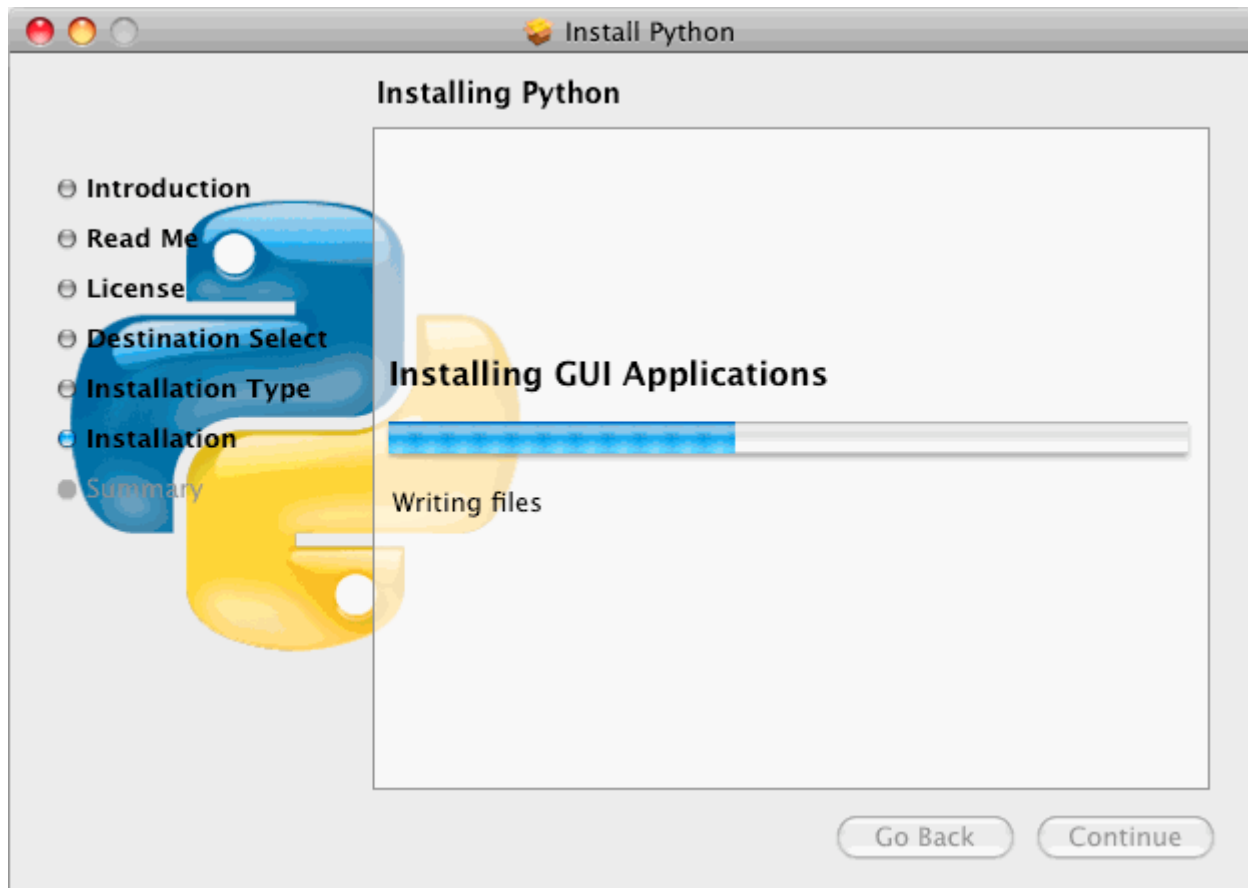 Install Python
Installing Python
Introduction
Read Me
License
Destination Select
Installation Type
Installation
Summary
Installing GUI Applications
Writing files
Go Back
Continue